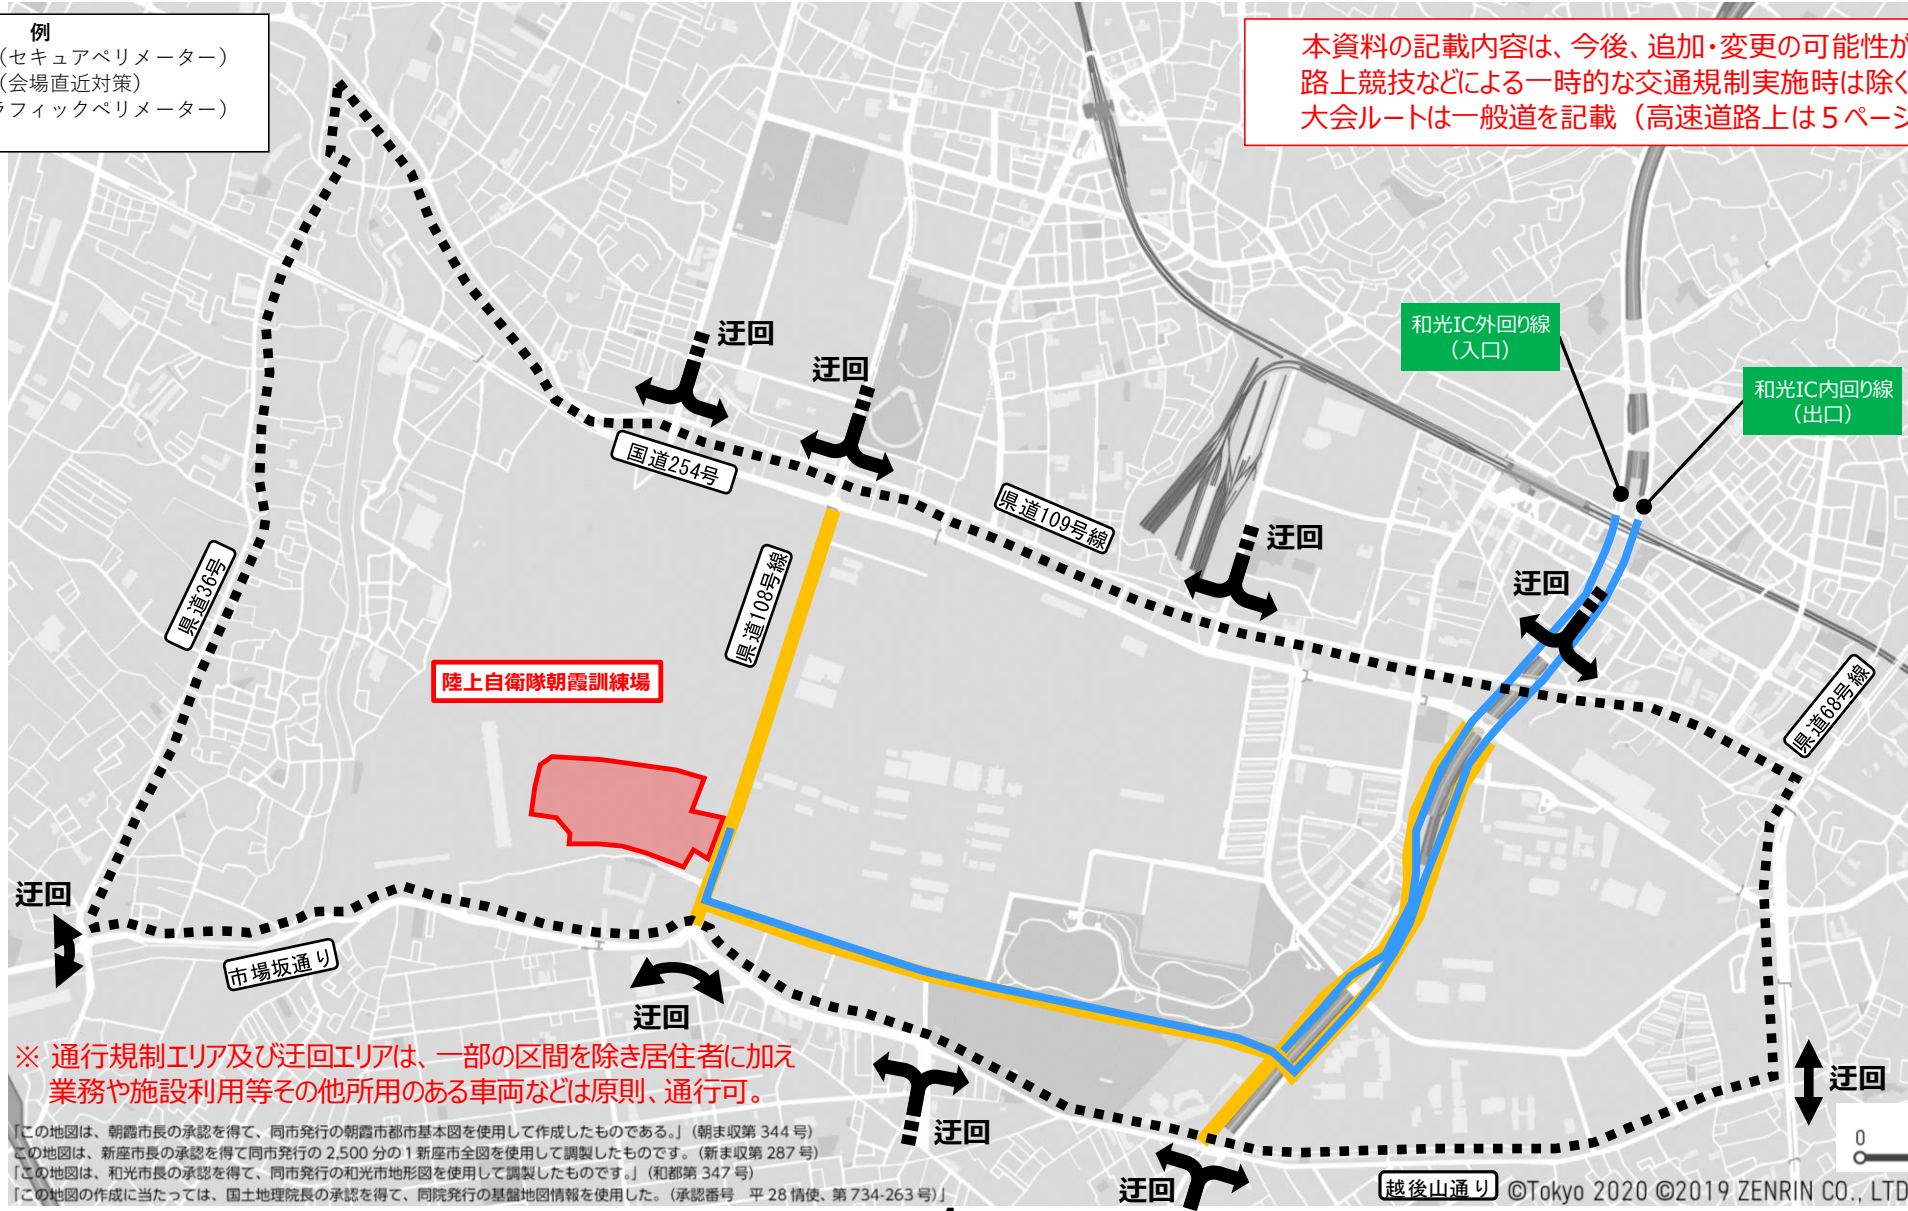 例
（セキュアペリメーター）
（会場直近対策）
ラフィックペリメーター）
本資料の記載内容は、今後、追加・変更の可能性が
路上競技などによる一時的な交通規制実施時は除く
大会ルートは一般道を記載（高速道路上は５ページ
迂回
迂回
和光IC外回り線
（入口）
和光IC内回り線
（出口）
国道254号
県道109号線
迂回
県道36号
県道108号線
迂回
陸上自衛隊朝霞訓練場
県道68号線
迂回
市場坂通り
迂回
※ 通行規制エリア及び迂回エリアは、一部の区間を除き居住者に加え
業務や施設利用等その他所用のある車両などは原則、通行可。
迂回
迂回
「この地図は、朝霞市長の承認を得て、同市発行の朝霞市都市基本図を使用して作成したものである。」（朝ま収第 344 号）
この地図は、新座市長の承認を得て同市発行の 2,500 分の 1 新座市全図を使用して調製したものです。（新ま収第 287 号）
「この地図は、和光市長の承認を得て、同市発行の和光市地形図を使用して調製したものです。」（和都第 347 号）
「この地図の作成に当たっては、国土地理院長の承認を得て、同院発行の基盤地図情報を使用した。（承認番号　平 28 情使、第 734-263 号）」
0
迂回
越後山通り
©Tokyo 2020 ©2019 ZENRIN CO., LTD